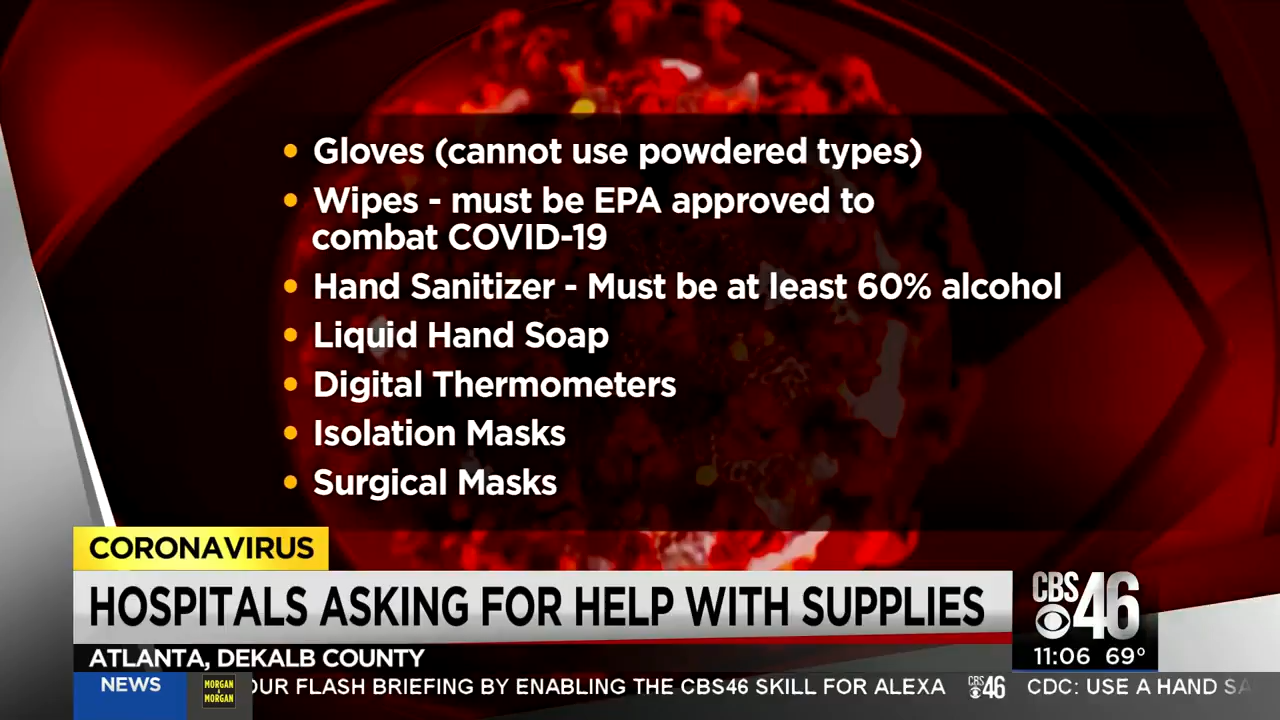 Gloves (cannot use powdered types)
Wipes - must be EPA approved to
combat COVID-19
Hand Sanitizer - Must be at least 60% alcohol
Liquid Hand Soap
Digital Thermometers
Isolation Masks
Surgical Masks
CORONAVIRUS
HOSPITALS ASKING FOR HELP WITH SUPPLIES
CBS 46
ATLANTA, DEKALB COUNTY
11:06 69°
NEWS MORGAN & MORGAN OUR FLASH BRIEFING BY ENABLING THE CBS46 SKILL FOR ALEXA CBS 46 CDC: USE A HAND